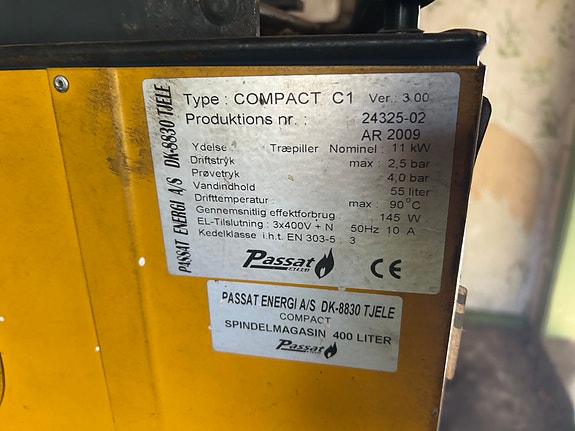 PASSAT ENERGI A/S DK-8830 TJELE
Type : COMPACT C1 Ver.: 3.00
Produktions nr. : 24325-02
AR 2009
Ydelse Træpiller Nominel : 11 kW
Driftstryk max : 2,5 bar
Prøvetryk 4,0 bar
Vandindhold 55 liter
Drifttemperatur : max : 90°C
Gennemsnitlig effektforbrug : 145 W
EL-Tilslutning : 3x400V + N 50Hz 10 A
Kedelklasse i.h.t. EN 303-5 : 3
Passat
CE
PASSAT ENERGI A/S DK-8830 TJELE
COMPACT
SPINDELMAGASIN 400 LITER
Passat